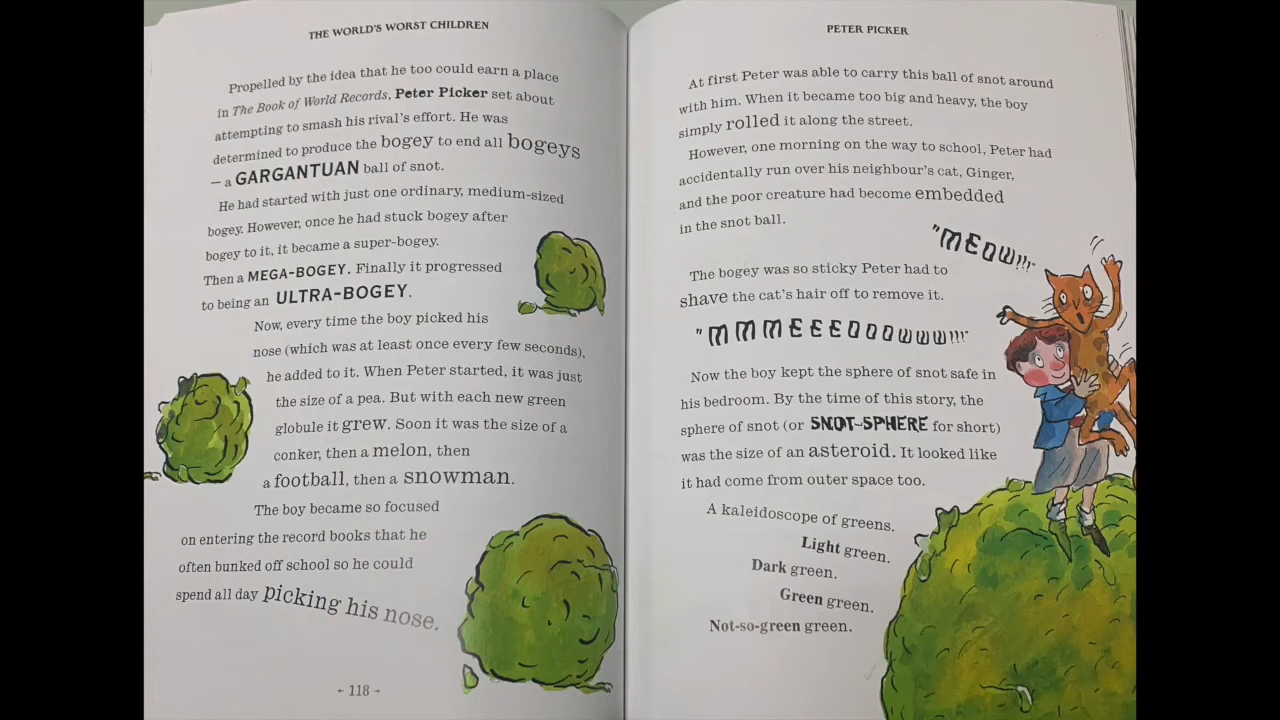 THE WORLD'S WORST CHILDREN
Propelled by the idea that he too could earn a place
in The Book of World Records, Peter Picker set about
attempting to smash his rival's effort. He was
determined to produce the bogey to end all bogeys
– a GARGANTUAN ball of snot.
He had started with just one ordinary, medium-sized
bogey. However, once he had stuck bogey after
bogey to it, it became a super-bogey.
Then a MEGA-BOGEY. Finally it progressed
to being an ULTRA-BOGEY.
Now, every time the boy picked his
nose (which was at least once every few seconds),
he added to it. When Peter started, it was just
the size of a pea. But with each new green
globule it grew. Soon it was the size of a
conker, then a melon, then
a football, then a snowman.
The boy became so focused
on entering the record books that he
often bunked off school so he could
spend all day picking his nose.
- 118 -
PETER PICKER
At first Peter was able to carry this ball of snot around
with him. When it became too big and heavy, the boy
simply rolled it along the street.
However, one morning on the way to school, Peter had
accidentally run over his neighbour's cat, Ginger,
and the poor creature had become embedded
in the snot ball.
"MEOW!!!"
The bogey was so sticky Peter had to
shave the cat's hair off to remove it.
"MMMEEEOOOWWW!!!"
Now the boy kept the sphere of snot safe in
his bedroom. By the time of this story, the
sphere of snot (or SNOT-SPHERE for short)
was the size of an asteroid. It looked like
it had come from outer space too.
A kaleidoscope of greens.
Light green.
Dark green.
Green green.
Not-so-green green.